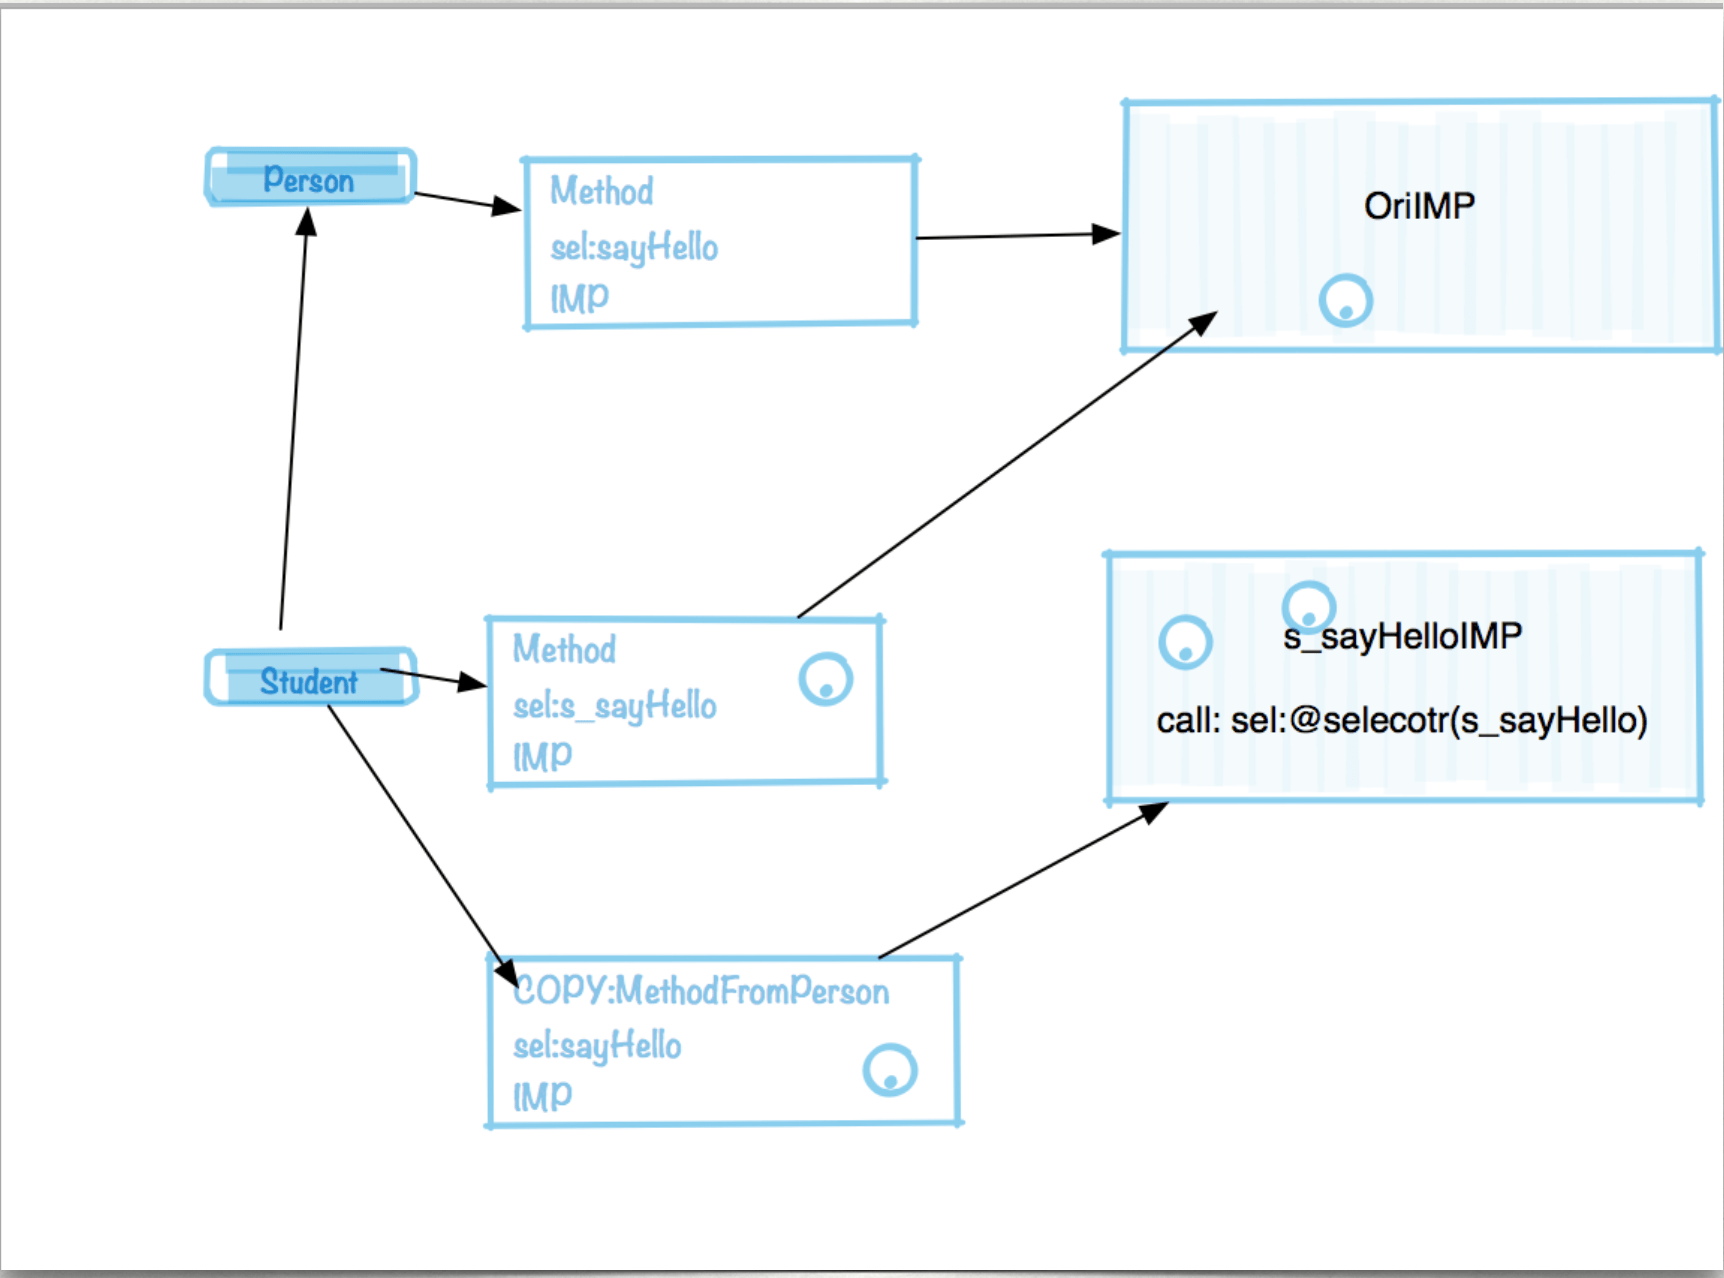 Person
Method
sel:sayHello
IMP
OriIMP
Student
Method
sel:s_sayHello
IMP
s_sayHelloIMP
call: sel:@selecotr(s_sayHello)
COPY:MethodFromPerson
sel:sayHello
IMP